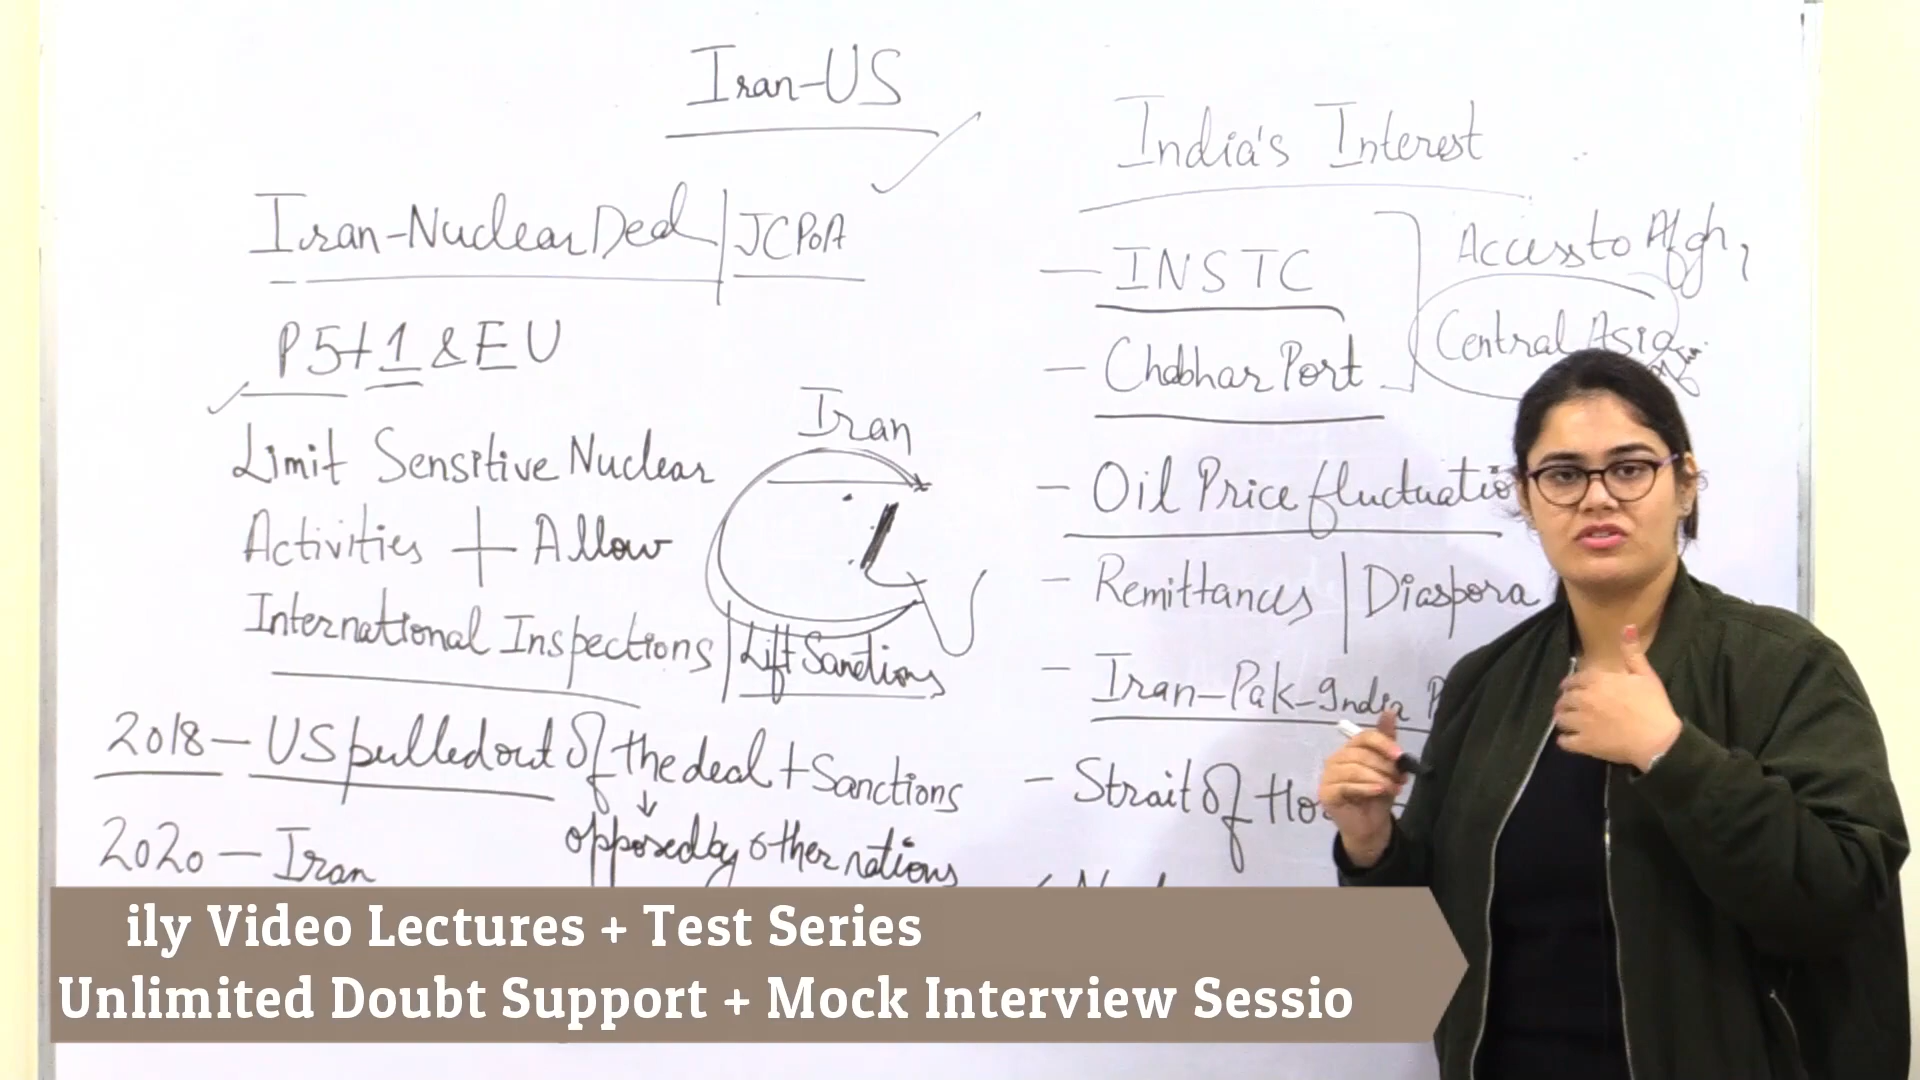 Iran-US
Iran-Nuclear Deal | JCPOA
P5+1 & EU
Limit Sensitive Nuclear
Activities + Allow
International Inspections | Lift Sanctions
Iran
2018 - US pulled out of the deal + Sanctions
↓
opposed by other nations
2020 - Iran
India's Interest
- INSTC
- Chabhar Port
Access to Afgh,
Central Asia
- Oil Price fluctuatio
- Remittances | Diaspora
- Iran-Pak-India P
- Strait of Ho
ily Video Lectures + Test Series
Unlimited Doubt Support + Mock Interview Sessio